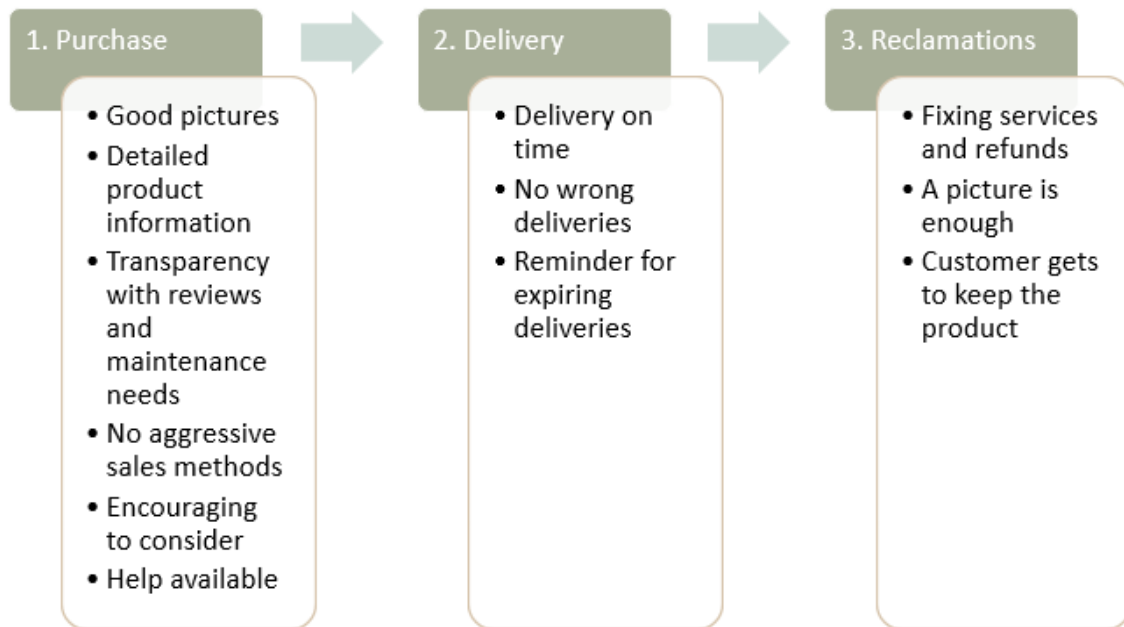 1. Purchase
• Good pictures
• Detailed
product
information
• Transparency
with reviews
and
maintenance
needs
• No aggressive
sales methods
• Encouraging
to consider
• Help available
2. Delivery
• Delivery on
time
• No wrong
deliveries
• Reminder for
expiring
deliveries
3. Reclamations
• Fixing services
and refunds
• A picture is
enough
• Customer gets
to keep the
product